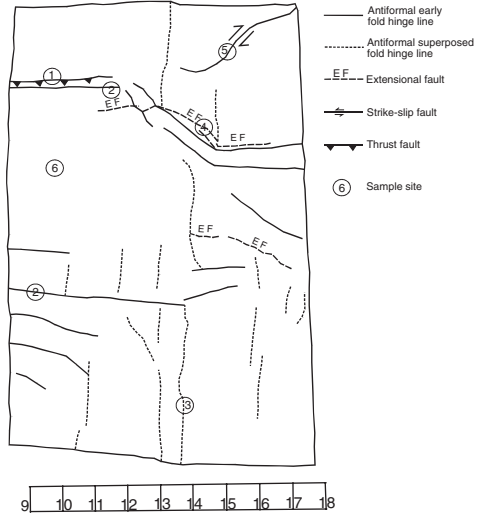 Antiformal early
fold hinge line
Antiformal superposed
fold hinge line
EF Extensional fault
Strike-slip fault
Thrust fault
6 Sample site
5
1
2
EF
EF
4
EF
6
EF
EF
2
3
9 10 11 12 13 14 15 16 17 18